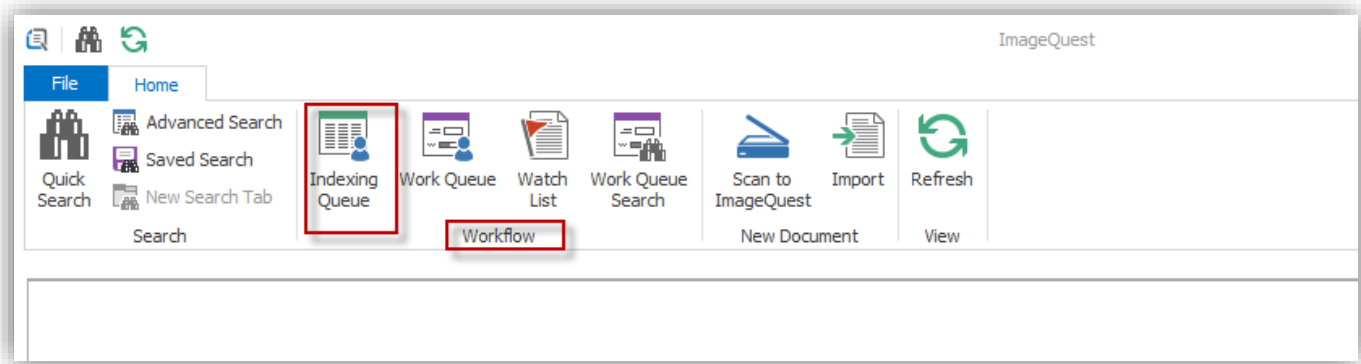 ImageQuest
File
Home
Quick
Search
Advanced Search
Saved Search
New Search Tab
Search
Indexing
Queue
Work Queue
Watch
List
Work Queue
Search
Workflow
Scan to
ImageQuest
Import
New Document
Refresh
View